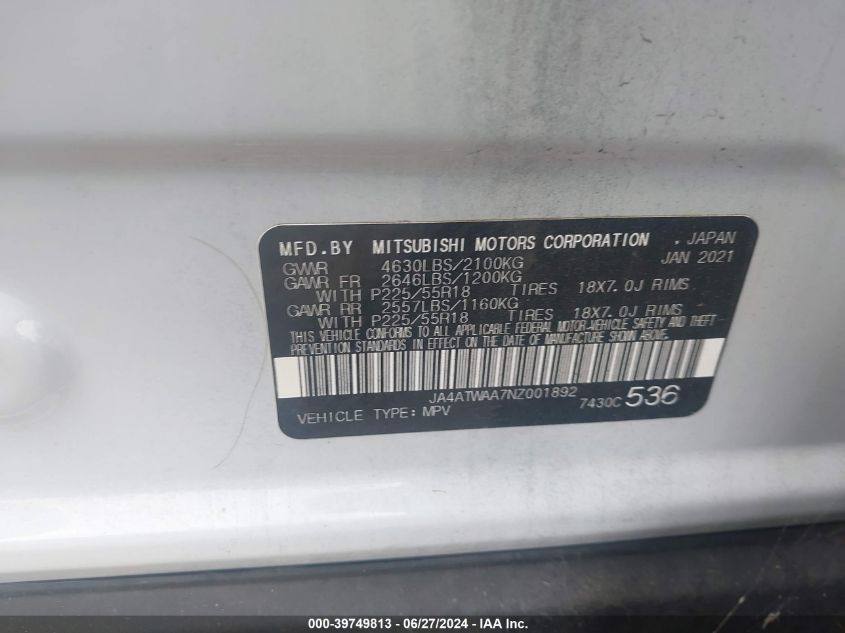 MFD.BY MITSUBISHI MOTORS CORPORATION . JAPAN
GVWR 4630LBS/2100KG JAN 2021
GAWR FR 2646LBS/1200KG
WITH P225/55R18 TIRES 18X7.0J RIMS
GAWR RR 2557LBS/1160KG
WITH P225/55R18 TIRES 18X7.0J RIMS
THIS VEHICLE CONFORMS TO ALL APPLICABLE FEDERAL MOTOR-VEHICLE SAFETY AND THEFT
PREVENTION STANDARDS IN EFFECT ON THE DATE OF MANUFACTURE SHOWN ABOVE.
JA4ATWAA7NZ001892
VEHICLE TYPE: MPV 7430C 536
000-39749813 - 06/27/2024 - IAA Inc.